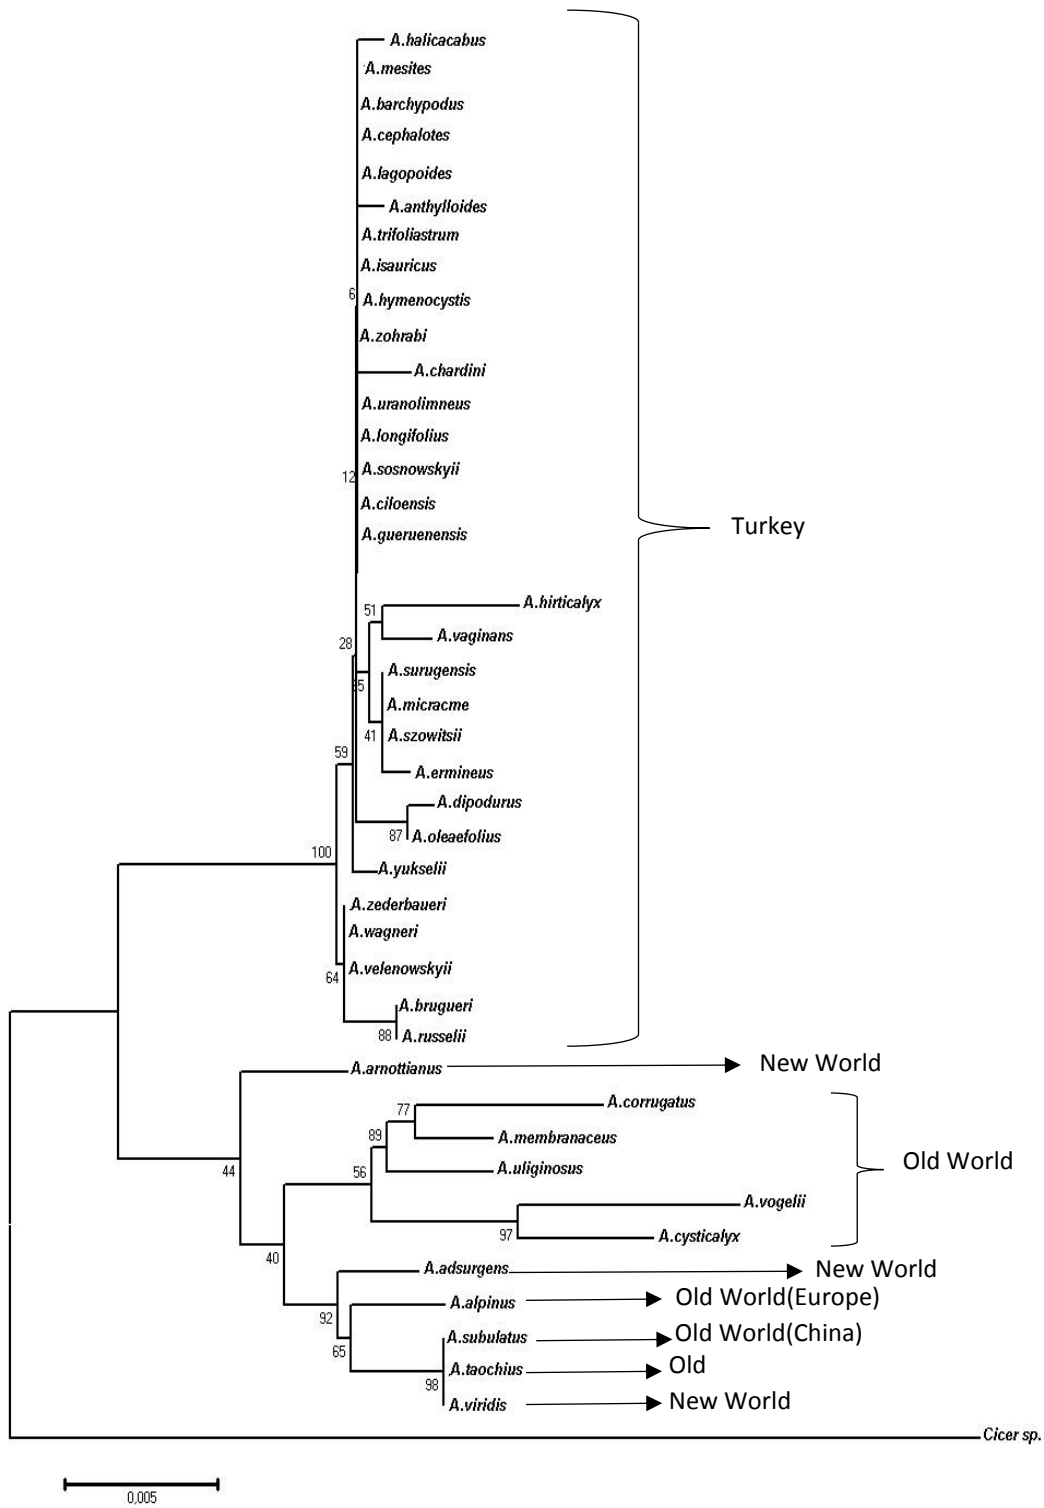 A.halicacabus
A.mesites
A.barchypodus
A.cephalotes
A.lagopoides
A.anthylloides
A.trifoliastrum
A.isauricus
6
A.hymenocystis
A.zohrabi
A.chardini
A.uranolimneus
A.longifolius
A.sosnowskyii
12
A.ciloensis
Turkey
A.gueruenensis
A.hirticalyx
51
A.vaginans
28
A.surugensis
A.micracme
41
A.szowitsii
59
A.ermineus
A.dipodurus
87
A.oleaefolius
100
A.yukselii
A.zederbaueri
A.wagneri
64
A.velenowskyii
A.brugueri
88
A.russelii
A.arnottianus New World
77
A.corrugatus
89
A.membranaceus
Old World
44
56
A.uliginosus
A.vogelii
97
A.cysticalyx
40
A.adsurgens New World
A.alpinus Old World(Europe)
92
A.subulatus Old World(China)
65
A.taochius Old
98
A.viridis New World
Cicer sp.
0,005